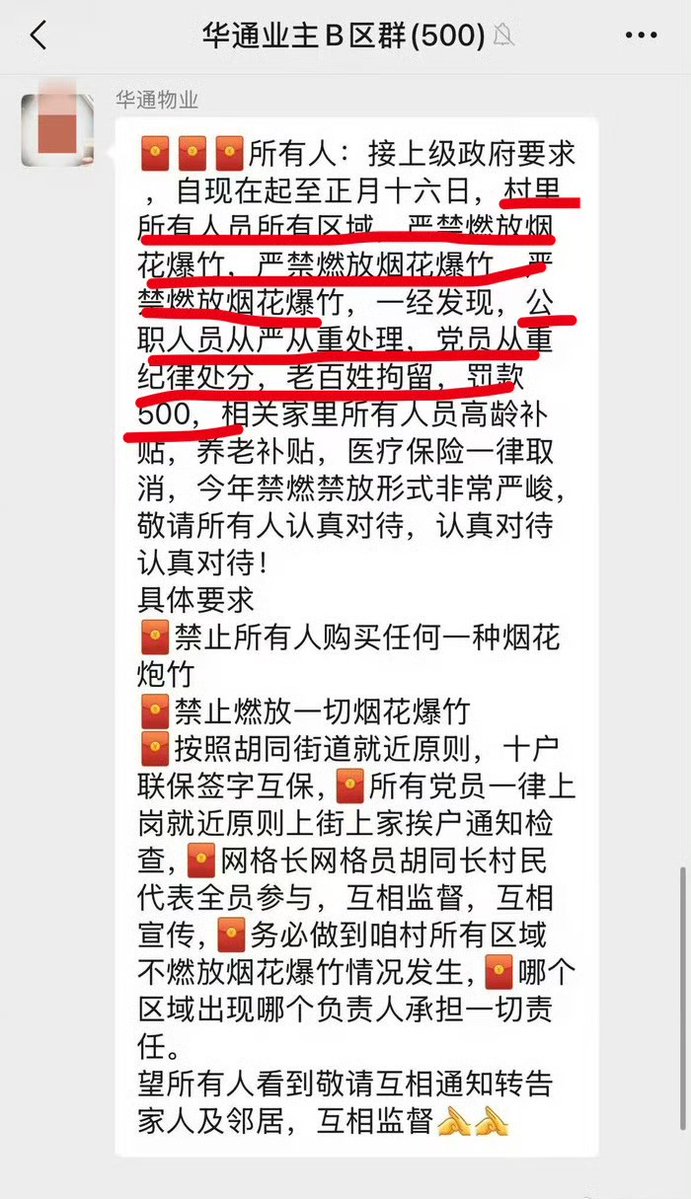 华通业主B区群(500)
华通物业
所有人：接上级政府要求
，自现在起至正月十六日，村里
所有人员所有区域，严禁燃放烟
花爆竹，严禁燃放烟花爆竹，严
禁燃放烟花爆竹，一经发现，公
职人员从严从重处理，党员从重
纪律处分，老百姓拘留，罚款
500，相关家里所有人员高龄补
贴，养老补贴，医疗保险一律取
消，今年禁燃禁放形式非常严峻，
敬请所有人认真对待，认真对待
认真对待！
具体要求
禁止所有人购买任何一种烟花
炮竹
禁止燃放一切烟花爆竹
按照胡同街道就近原则，十户
联保签字互保，所有党员一律上
岗就近原则上街上家挨户通知检
查，网格长网格员胡同长村民
代表全员参与，互相监督，互相
宣传，务必做到咱村所有区域
不燃放烟花爆竹情况发生，哪个
区域出现哪个负责人承担一切责
任。
望所有人看到敬请互相通知转告
家人及邻居，互相监督